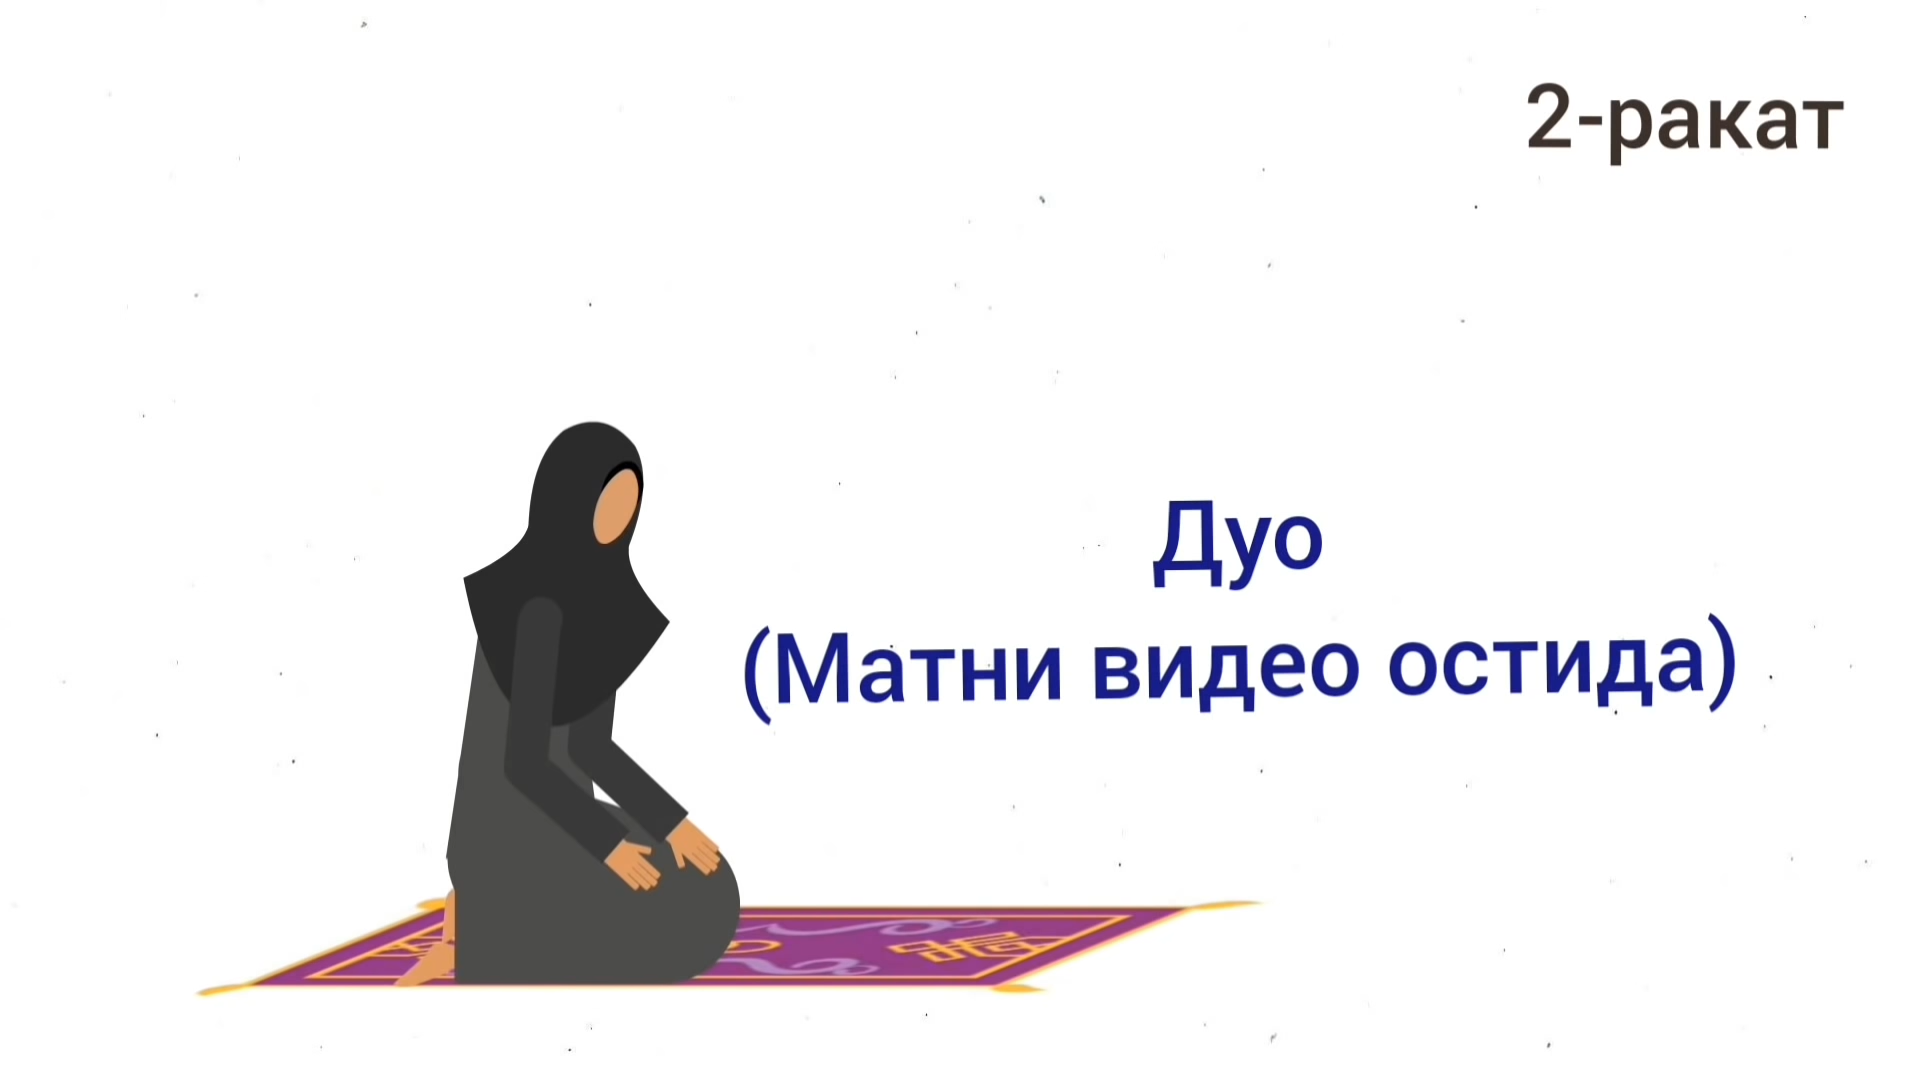 2-ракат
Дуо
(Матни видео остида)